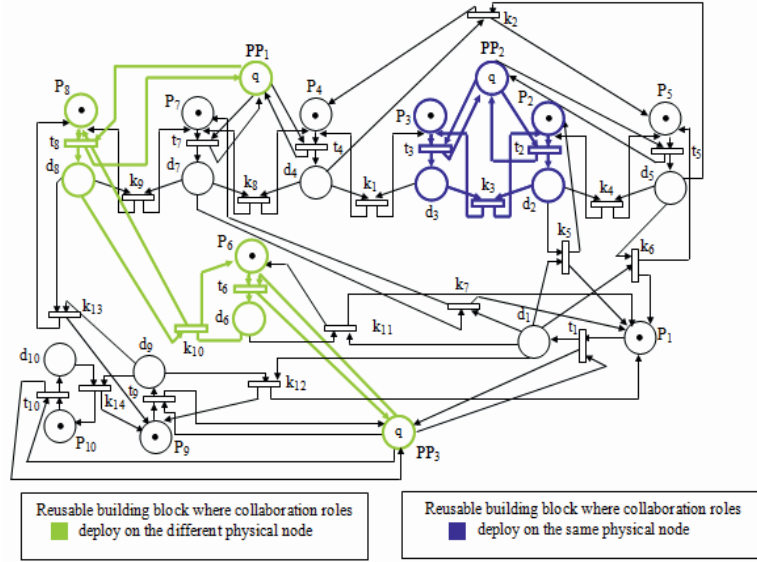 k2
PP1
PP2
P8
q
P4
q
P5
P7
P3
P2
t8
t7
t4
t3
t2
t5
d8
d7
d4
d5
k9
k8
k1
k3
k4
d3
d2
k5
k6
P6
k7
t6
d1
t1
d6
k13
k11
P1
k10
d10
d9
t10
t9
k12
k14
q
P10
P9
PP3
Reusable building block where collaboration roles
deploy on the different physical node
Reusable building block where collaboration roles
deploy on the same physical node